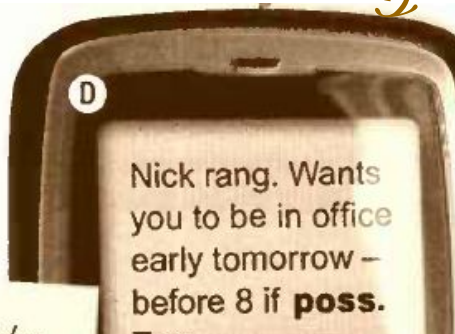 D
Nick rang. Wants
you to be in office
early tomorrow –
before 8 if poss.